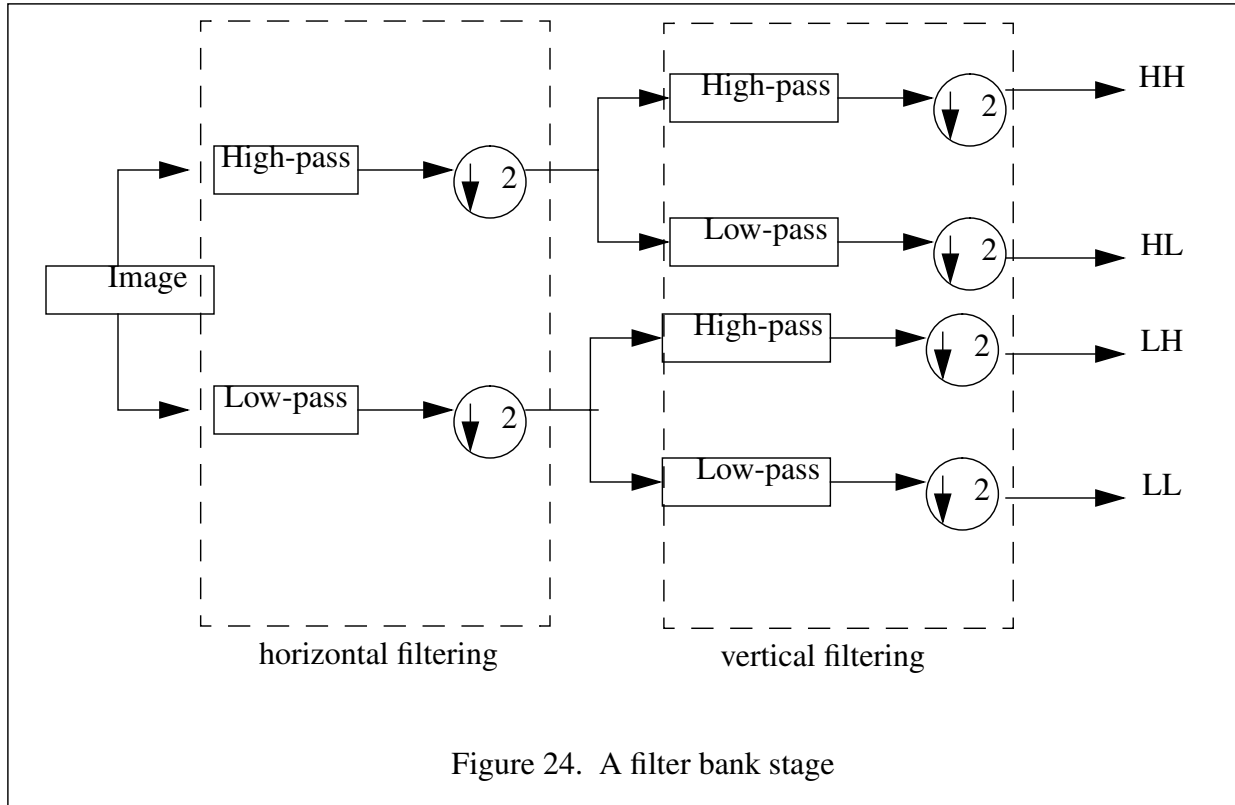 High-pass
2
HH
High-pass
2
Low-pass
2
HL
Image
High-pass
2
LH
Low-pass
2
Low-pass
2
LL
horizontal filtering
vertical filtering
Figure 24. A filter bank stage